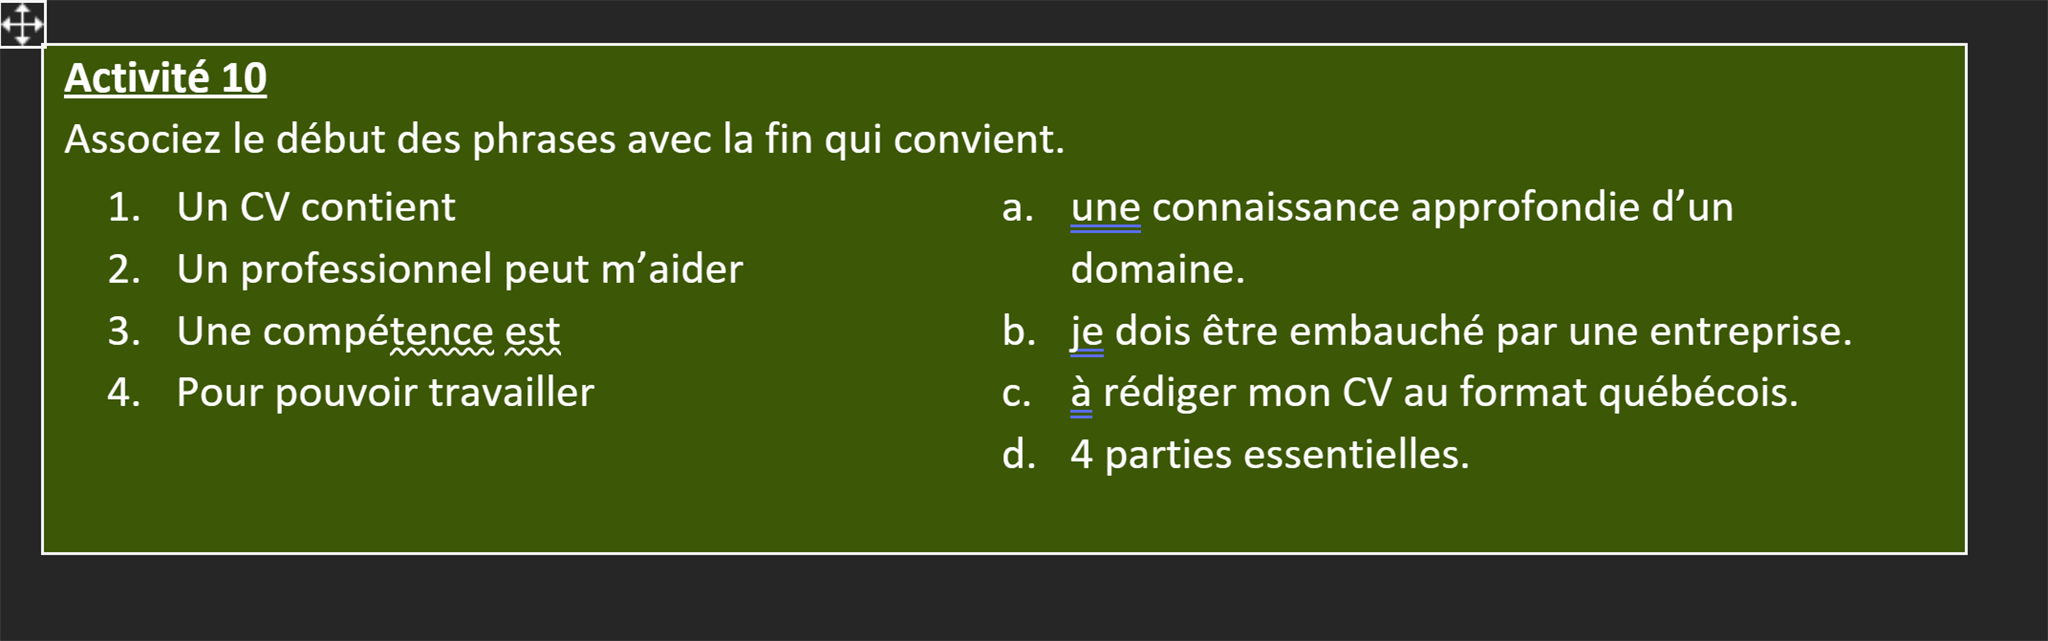 Activité 10
Associez le début des phrases avec la fin qui convient.
1. Un CV contient
2. Un professionnel peut m’aider
3. Une compétence est
4. Pour pouvoir travailler
a. une connaissance approfondie d’un
domaine.
b. je dois être embauché par une entreprise.
c. à rédiger mon CV au format québécois.
d. 4 parties essentielles.